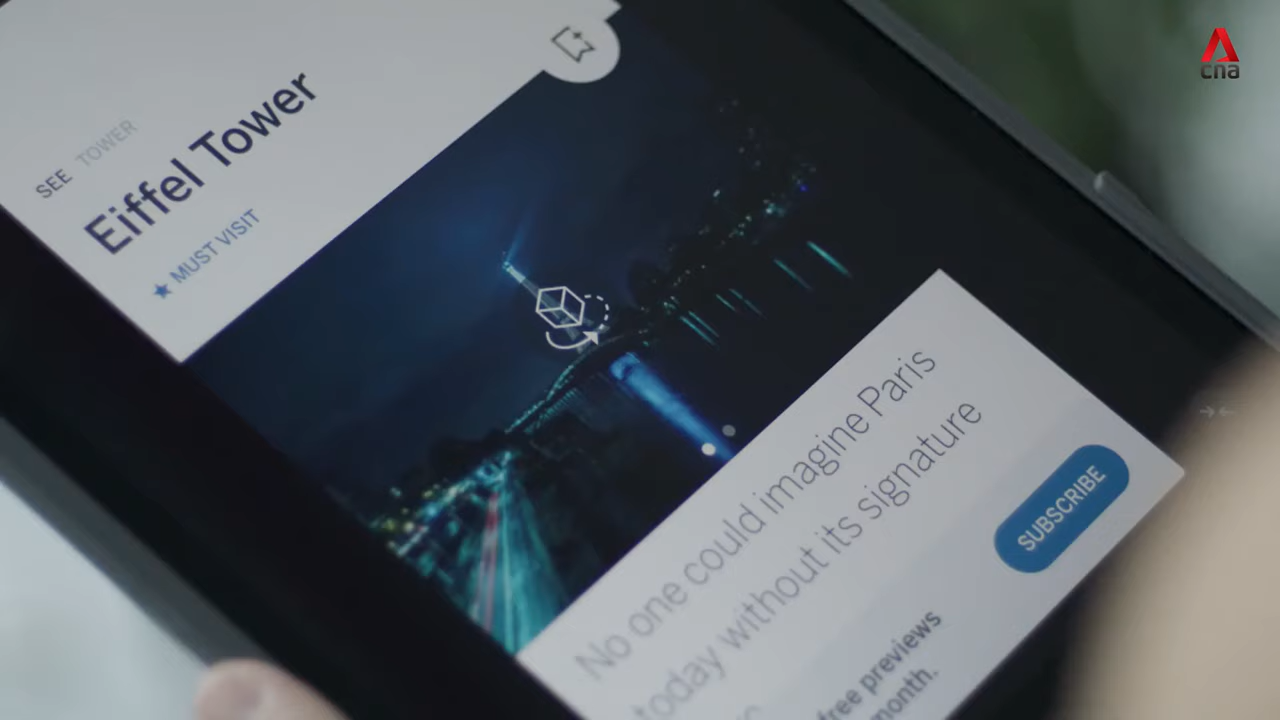 cna
SEE TOWER
Eiffel Tower
★ MUST VISIT
No one could imagine Paris
today without its signature
SUBSCRIBE
free previews
month.